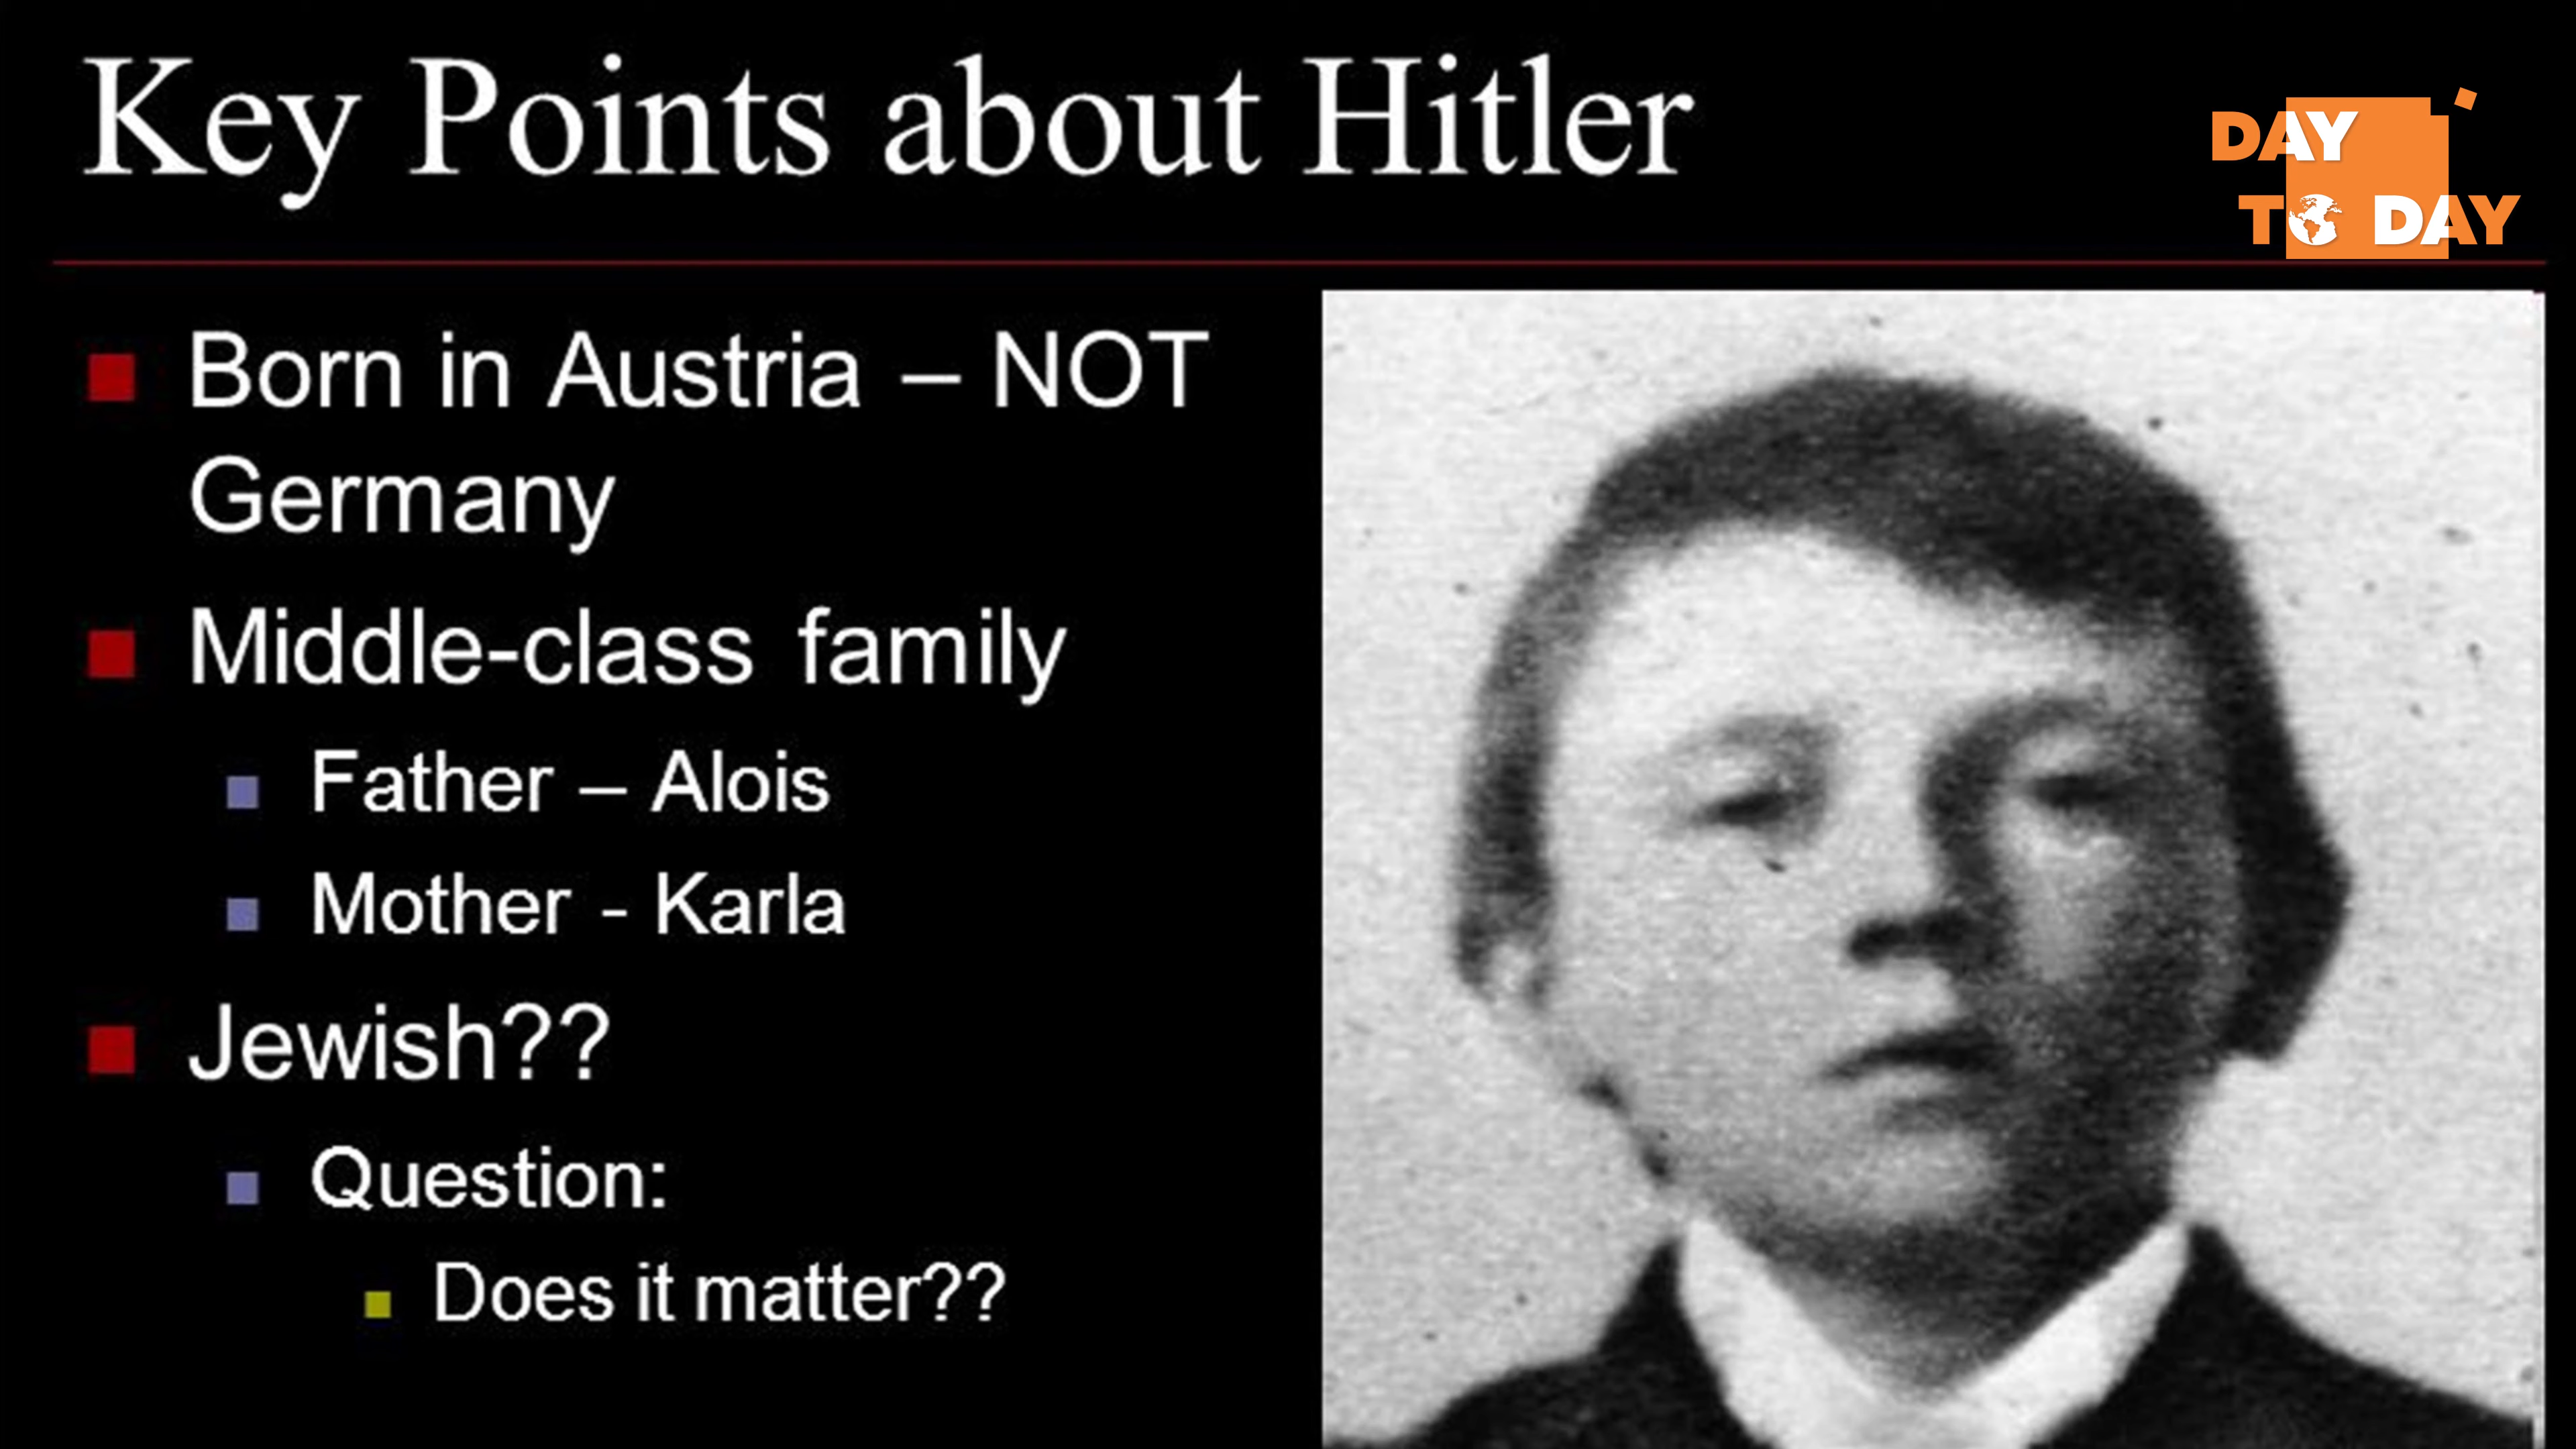 Key Points about Hitler
DAY
TO DAY
Born in Austria – NOT
Germany
Middle-class family
Father – Alois
Mother - Karla
Jewish??
Question:
Does it matter??